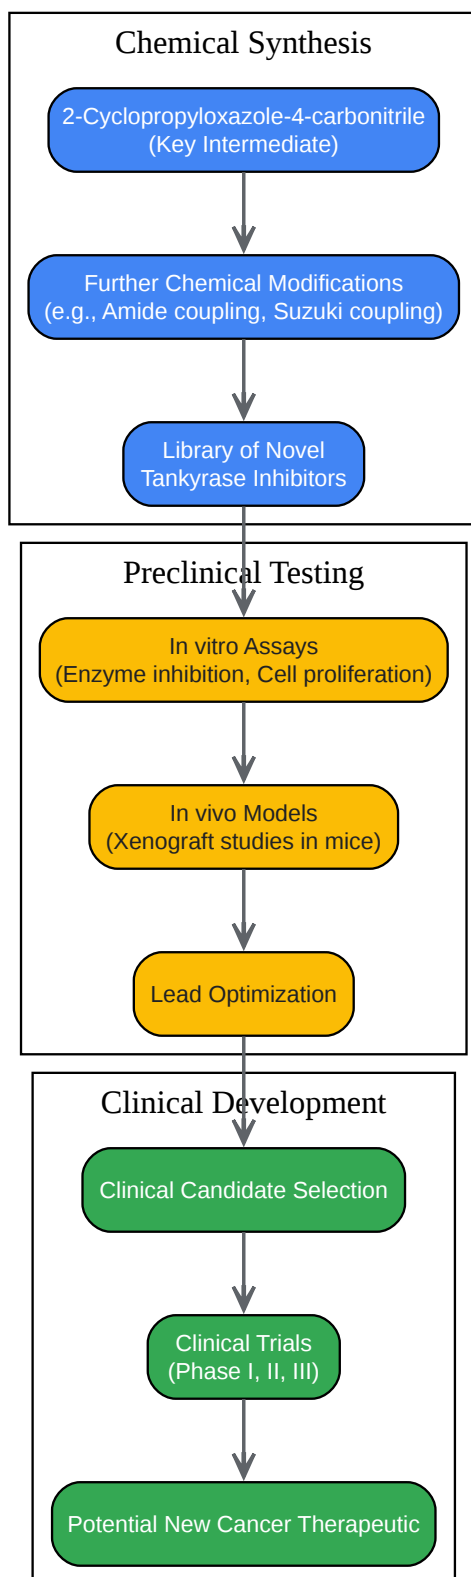 Chemical Synthesis
2-Cyclopropyloxazole-4-carbonitrile
(Key Intermediate)
Further Chemical Modifications
(e.g., Amide coupling, Suzuki coupling)
Library of Novel
Tankyrase Inhibitors
Preclinical Testing
In vitro Assays
(Enzyme inhibition, Cell proliferation)
In vivo Models
(Xenograft studies in mice)
Lead Optimization
Clinical Development
Clinical Candidate Selection
Clinical Trials
(Phase I, II, III)
Potential New Cancer Therapeutic